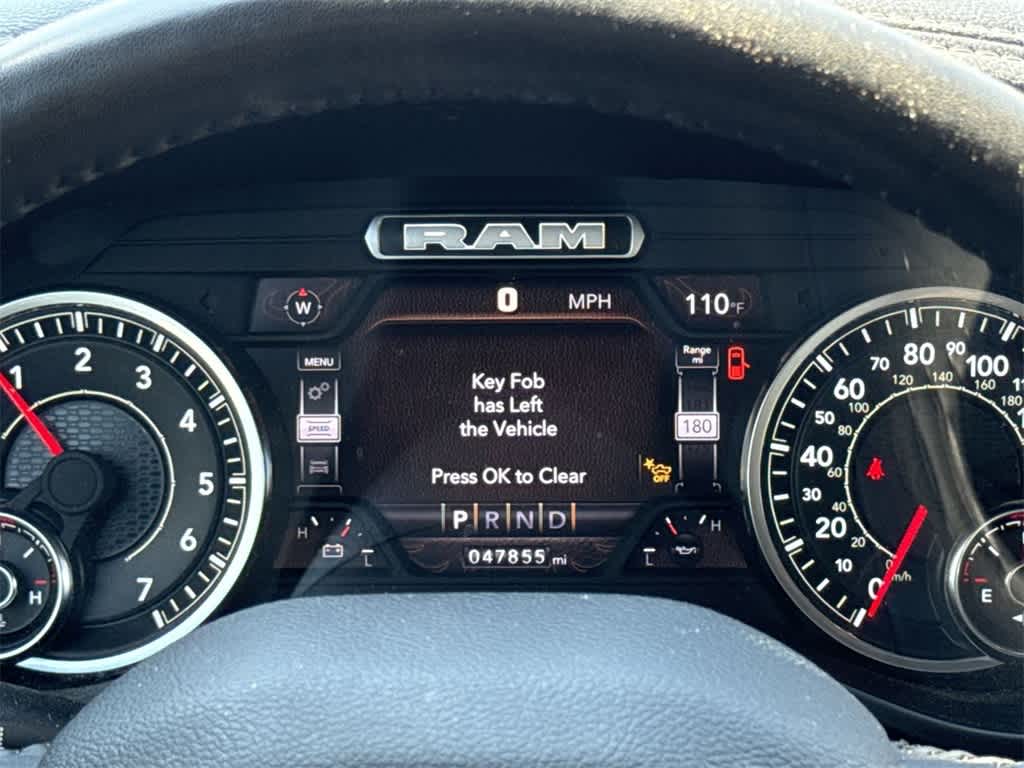 RAM
W
0 MPH
110°F
MENU
Range
mi
Key Fob
has Left
the Vehicle
Press OK to Clear
SPEED
180
OFF
P R N D
H
L
047855 mi
H
L
1 2 3 4 5 6 7
H
0 10 20 30 40 50 60 70 80 90 100
0 20 40 60 80 100 120 140 160 180
E